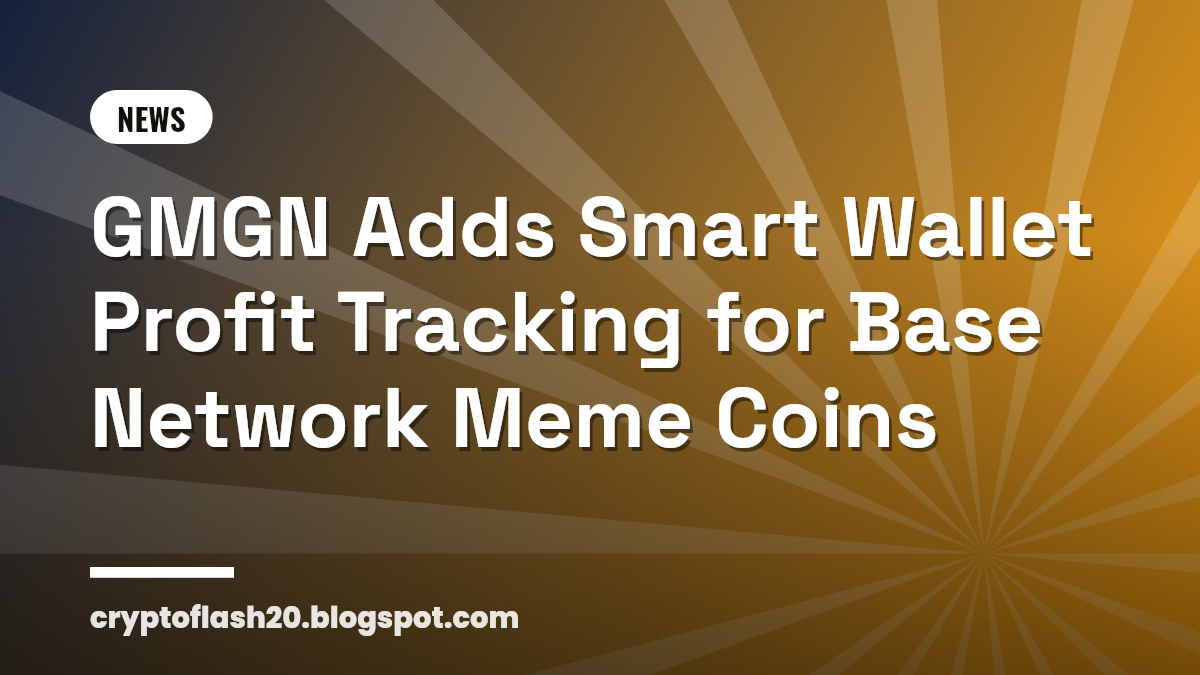 NEWS
GMGN Adds Smart Wallet
Profit Tracking for Base
Network Meme Coins
cryptoflash20.blogspot.com